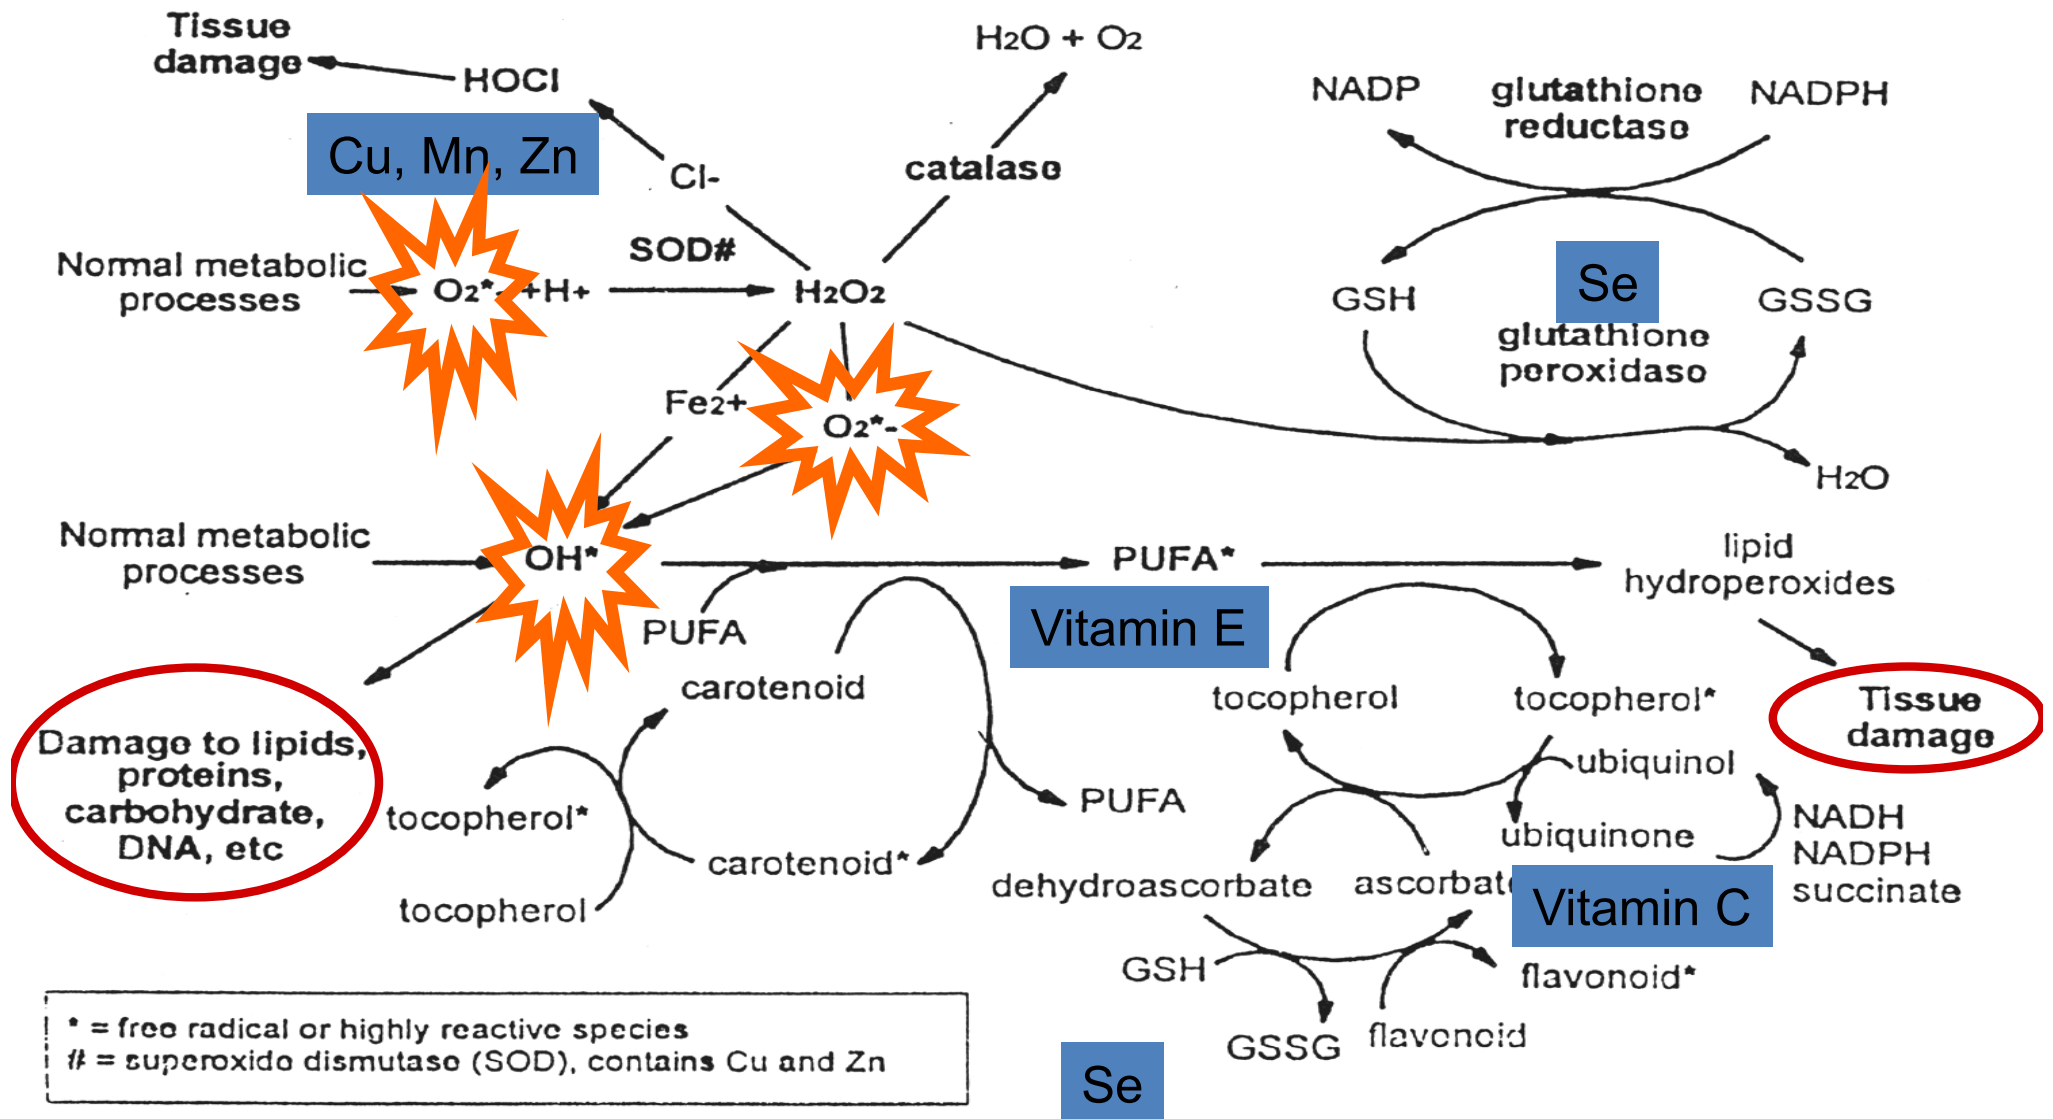 Tissue
damage
HOCl
Cu, Mn, Zn
Cl-
H2O + O2
catalase
NADP
glutathione
reductase
NADPH
Normal metabolic
processes
O2*- +H+
SOD#
H2O2
GSH
Se
GSSG
glutathione
peroxidase
Fe2+
O2*-
H2O
Normal metabolic
processes
OH*
PUFA*
lipid
hydroperoxides
PUFA
Vitamin E
carotenoid
tocopherol
tocopherol*
Tissue
damage
Damage to lipids,
proteins,
carbohydrate,
DNA, etc
tocopherol*
PUFA
ubiquinol
carotenoid*
ubiquinone
NADH
NADPH
succinate
tocopherol
dehydroascorbate
ascorbate
Vitamin C
GSH
flavonoid*
GSSG
flavonoid
Se
* = free radical or highly reactive species
# = superoxide dismutase (SOD), contains Cu and Zn